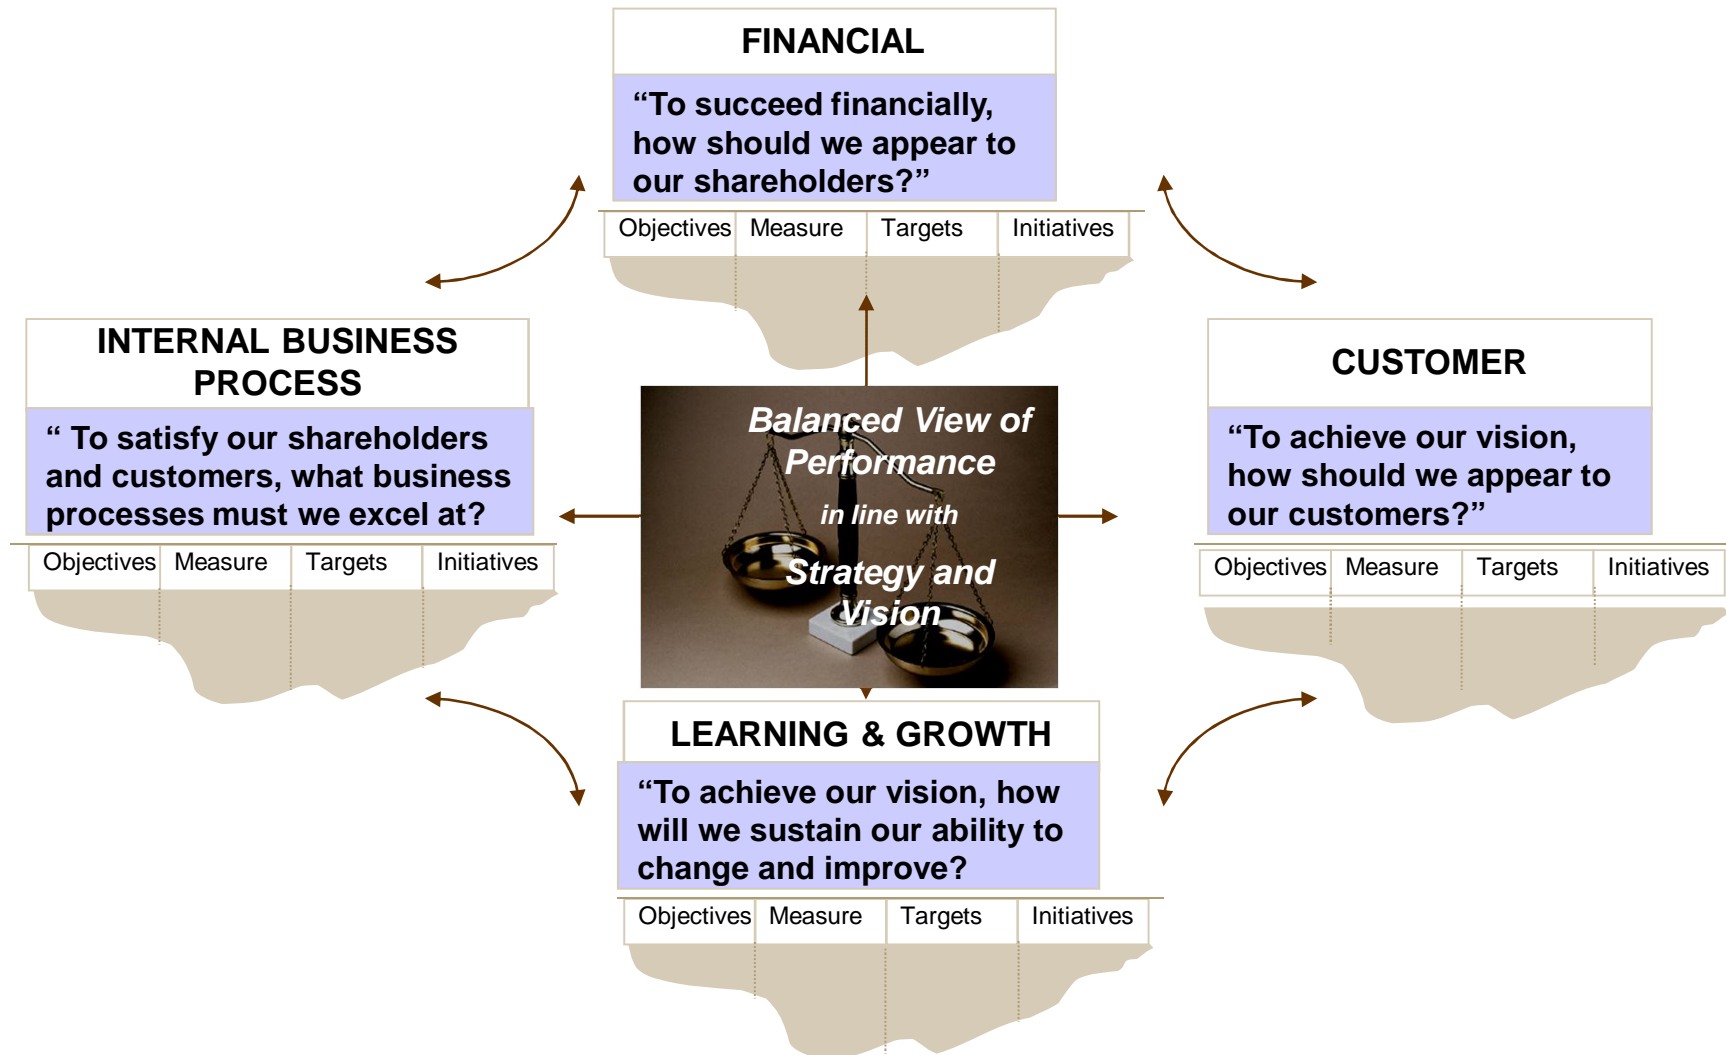 FINANCIAL
“To succeed financially,
how should we appear to
our shareholders?”
Objectives Measure Targets Initiatives
INTERNAL BUSINESS
PROCESS
“ To satisfy our shareholders
and customers, what business
processes must we excel at?
Objectives Measure Targets Initiatives
Balanced View of
Performance
in line with
Strategy and
Vision
CUSTOMER
“To achieve our vision,
how should we appear to
our customers?”
Objectives Measure Targets Initiatives
LEARNING & GROWTH
“To achieve our vision, how
will we sustain our ability to
change and improve?
Objectives Measure Targets Initiatives